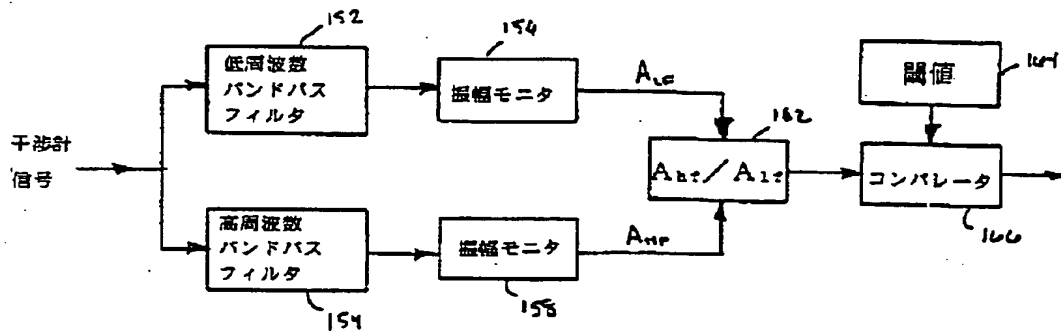 152
低周波数
バンドパス
フィルタ
154
振幅モニタ
A_LF
閾値
164
干渉計
信号
162
Ahf／Alf
コンパレータ
166
高周波数
バンドパス
フィルタ
154
振幅モニタ
158
A_HF